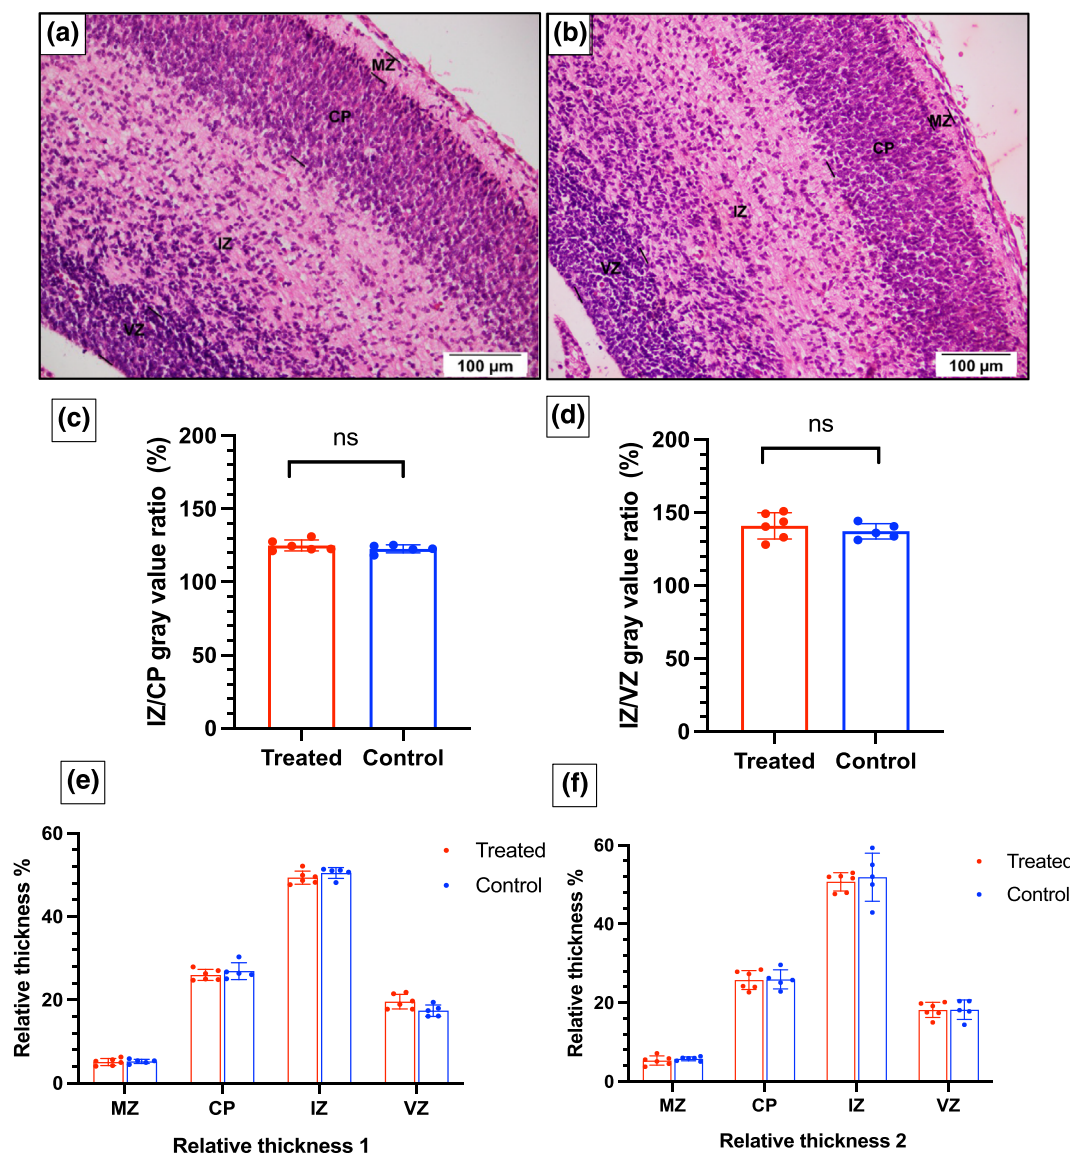 (a)
MZ
CP
IZ
VZ
100 µm
(b)
MZ
CP
IZ
VZ
100 µm
(c)
IZ/CP gray value ratio (%)
200
150
100
50
0
ns
Treated Control
(d)
IZ/VZ gray value ratio (%)
200
150
100
50
0
ns
Treated Control
(e)
Relative thickness %
60
40
20
0
Treated
Control
MZ CP IZ VZ
Relative thickness 1
(f)
Relative thickness %
60
40
20
0
Treated
Control
MZ CP IZ VZ
Relative thickness 2